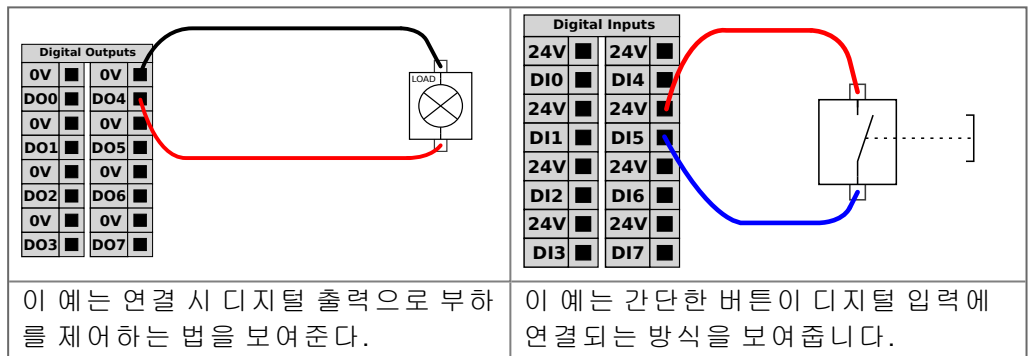 Digital Outputs
0V 0V
DO0 DO4
0V 0V
DO1 DO5
0V 0V
DO2 DO6
0V 0V
DO3 DO7
LOAD
이 예는 연결 시 디지털 출력으로 부하
를 제어하는 법을 보여준다.
Digital Inputs
24V 24V
DI0 DI4
24V 24V
DI1 DI5
24V 24V
DI2 DI6
24V 24V
DI3 DI7
이 예는 간단한 버튼이 디지털 입력에
연결되는 방식을 보여줍니다.